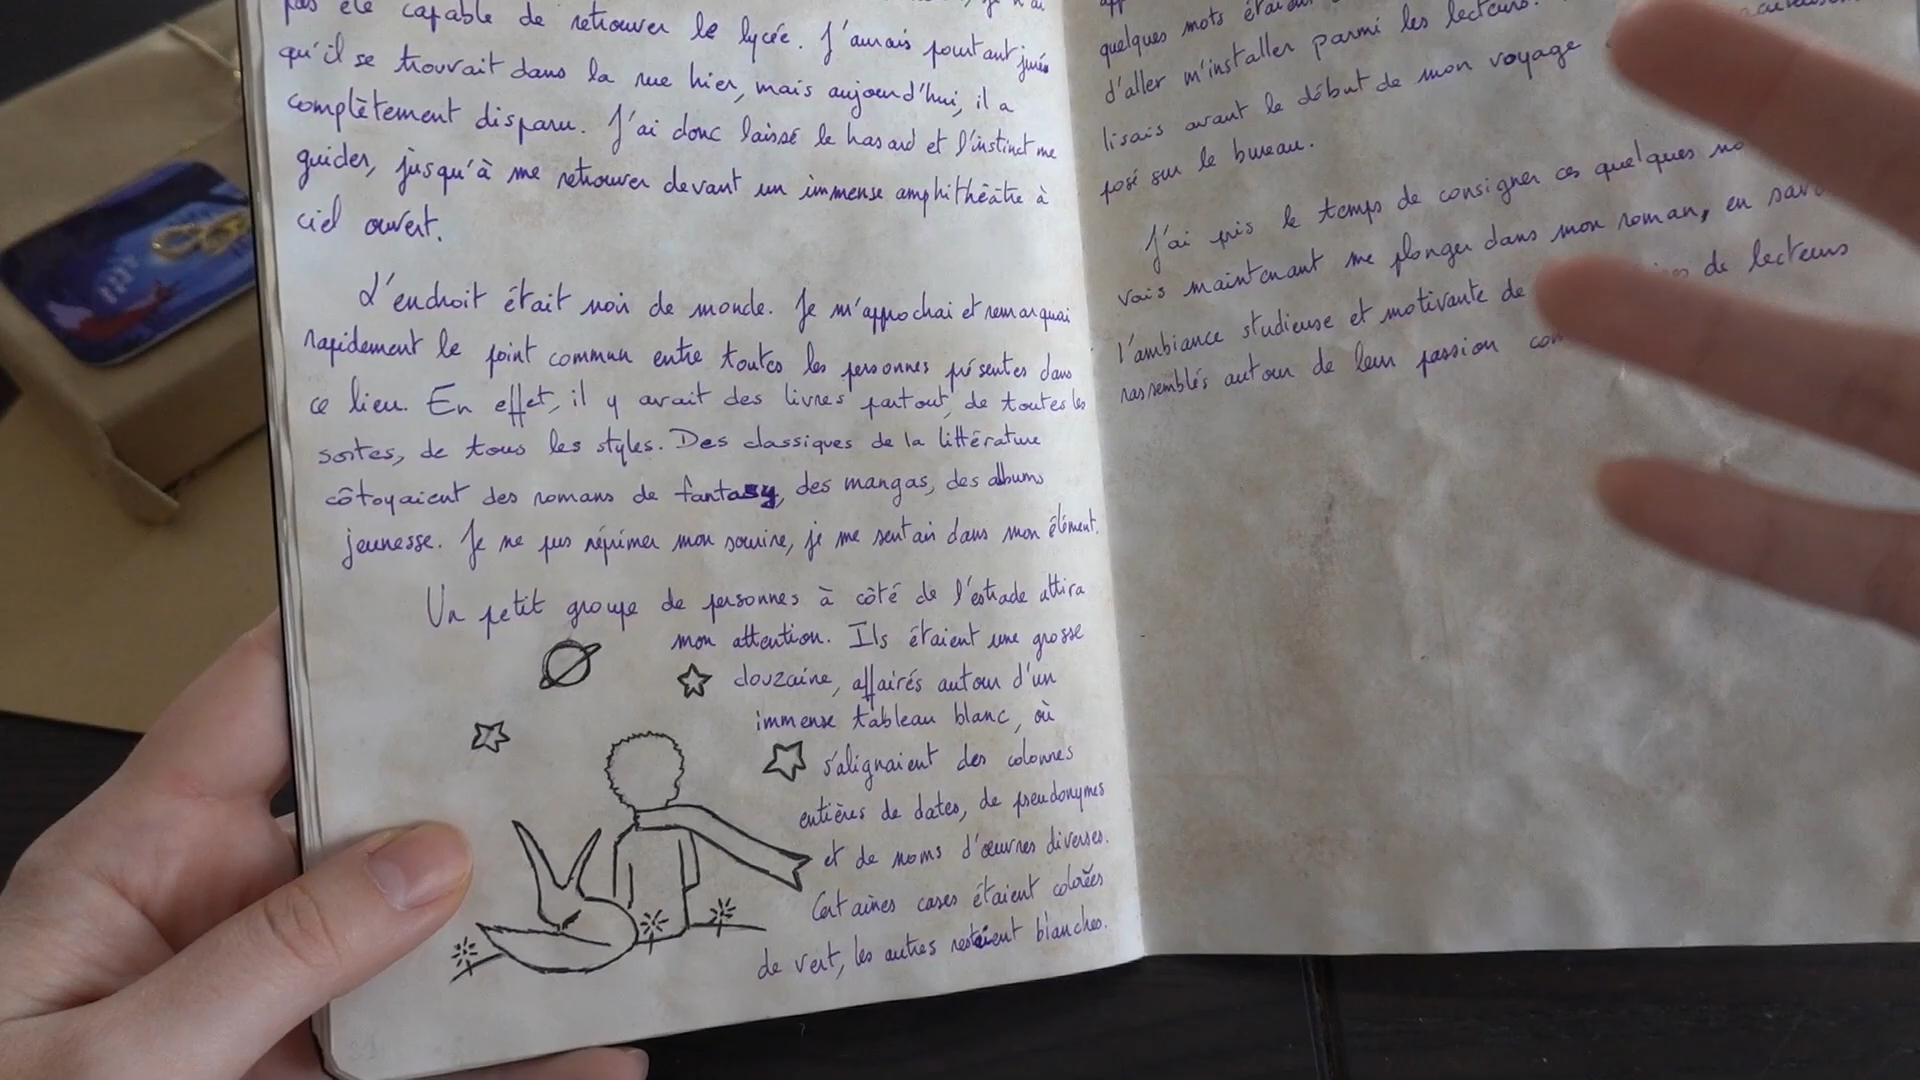 pas été capable de retrouver le lycée. J'aurais pourtant juré
qu'il se trouvait dans la rue hier, mais aujourd'hui, il a
complètement disparu. J'ai donc laissé le hasard et l'instinct me
guider, jusqu'à me retrouver devant un immense amphithéâtre à
ciel ouvert.
L'endroit était noir de monde. Je m'approchai et remarquai
rapidement le point commun entre toutes les personnes présentes dans
ce lieu. En effet, il y avait des livres partout, de toutes les
sortes, de tous les styles. Des classiques de la littérature
côtoyaient des romans de fantasy, des mangas, des albums
jeunesse. Je ne pus réprimer mon sourire, je me sentais dans mon élément.
Un petit groupe de personnes à côté de l'estrade attira
mon attention. Ils étaient une grosse
douzaine, affairés autour d'un
immense tableau blanc, où
s'alignaient des colonnes
entières de dates, de pseudonymes
et de noms d'œuvres diverses.
Certaines cases étaient colorées
de vert, les autres restaient blanches.
quelques mots étaient
d'aller m'installer parmi les lecteurs.
lisais avant le début de mon voyage
posé sur le bureau.
J'ai pris le temps de consigner ces quelques
vais maintenant me plonger dans mon roman, en
l'ambiance studieuse et motivante de de lecteurs
rassemblés autour de leur passion